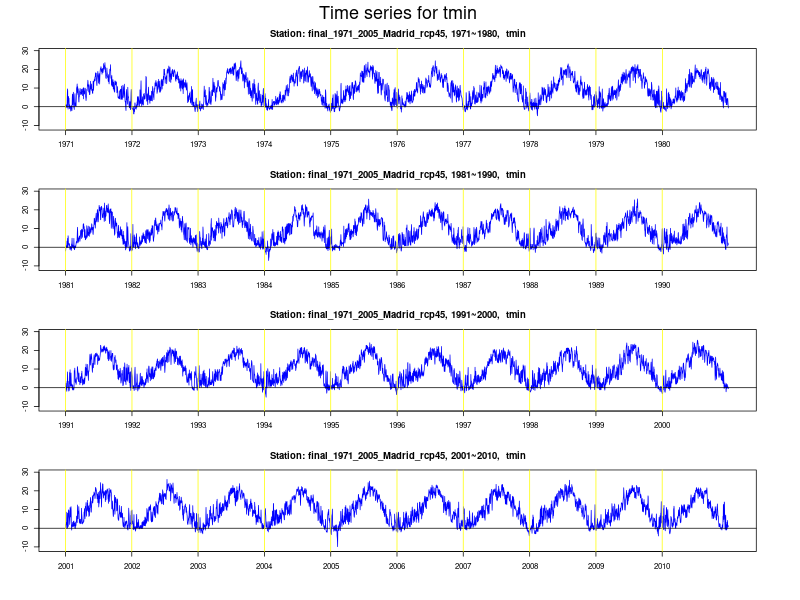 Time series for tmin
Station: final_1971_2005_Madrid_rcp45, 1971~1980, tmin
30
20
10
0
-10
1971 1972 1973 1974 1975 1976 1977 1978 1979 1980
Station: final_1971_2005_Madrid_rcp45, 1981~1990, tmin
30
20
10
0
-10
1981 1982 1983 1984 1985 1986 1987 1988 1989 1990
Station: final_1971_2005_Madrid_rcp45, 1991~2000, tmin
30
20
10
0
-10
1991 1992 1993 1994 1995 1996 1997 1998 1999 2000
Station: final_1971_2005_Madrid_rcp45, 2001~2010, tmin
30
20
10
0
-10
2001 2002 2003 2004 2005 2006 2007 2008 2009 2010